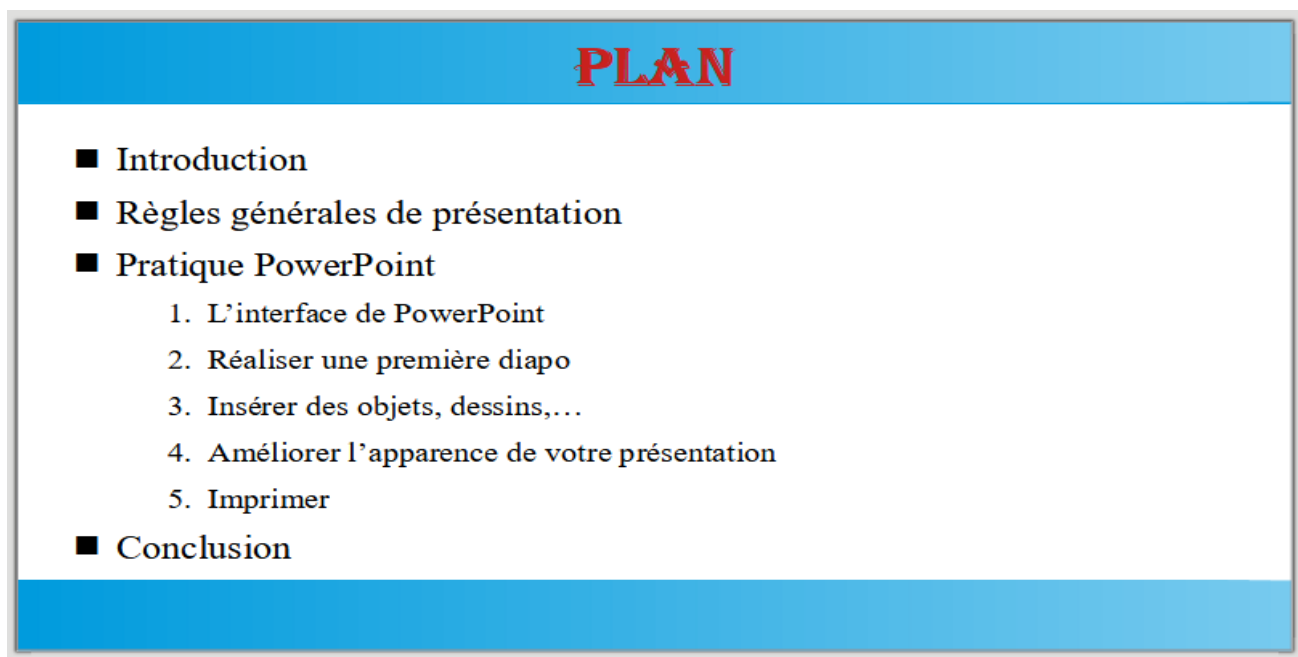 PLAN
■ Introduction
■ Règles générales de présentation
■ Pratique PowerPoint
1. L’interface de PowerPoint
2. Réaliser une première diapo
3. Insérer des objets, dessins,…
4. Améliorer l’apparence de votre présentation
5. Imprimer
■ Conclusion